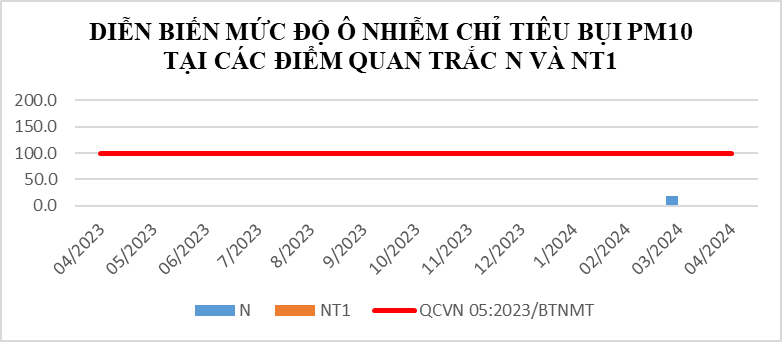 DIỄN BIẾN MỨC ĐỘ Ô NHIỄM CHỈ TIÊU BỤI PM10
TẠI CÁC ĐIỂM QUAN TRẮC N VÀ NT1
200.0
150.0
100.0
50.0
0.0
04/2023 05/2023 06/2023 7/2023 8/2023 9/2023 10/2023 11/2023 12/2023 1/2024 02/2024 03/2024 04/2024
N NT1 QCVN 05:2023/BTNMT